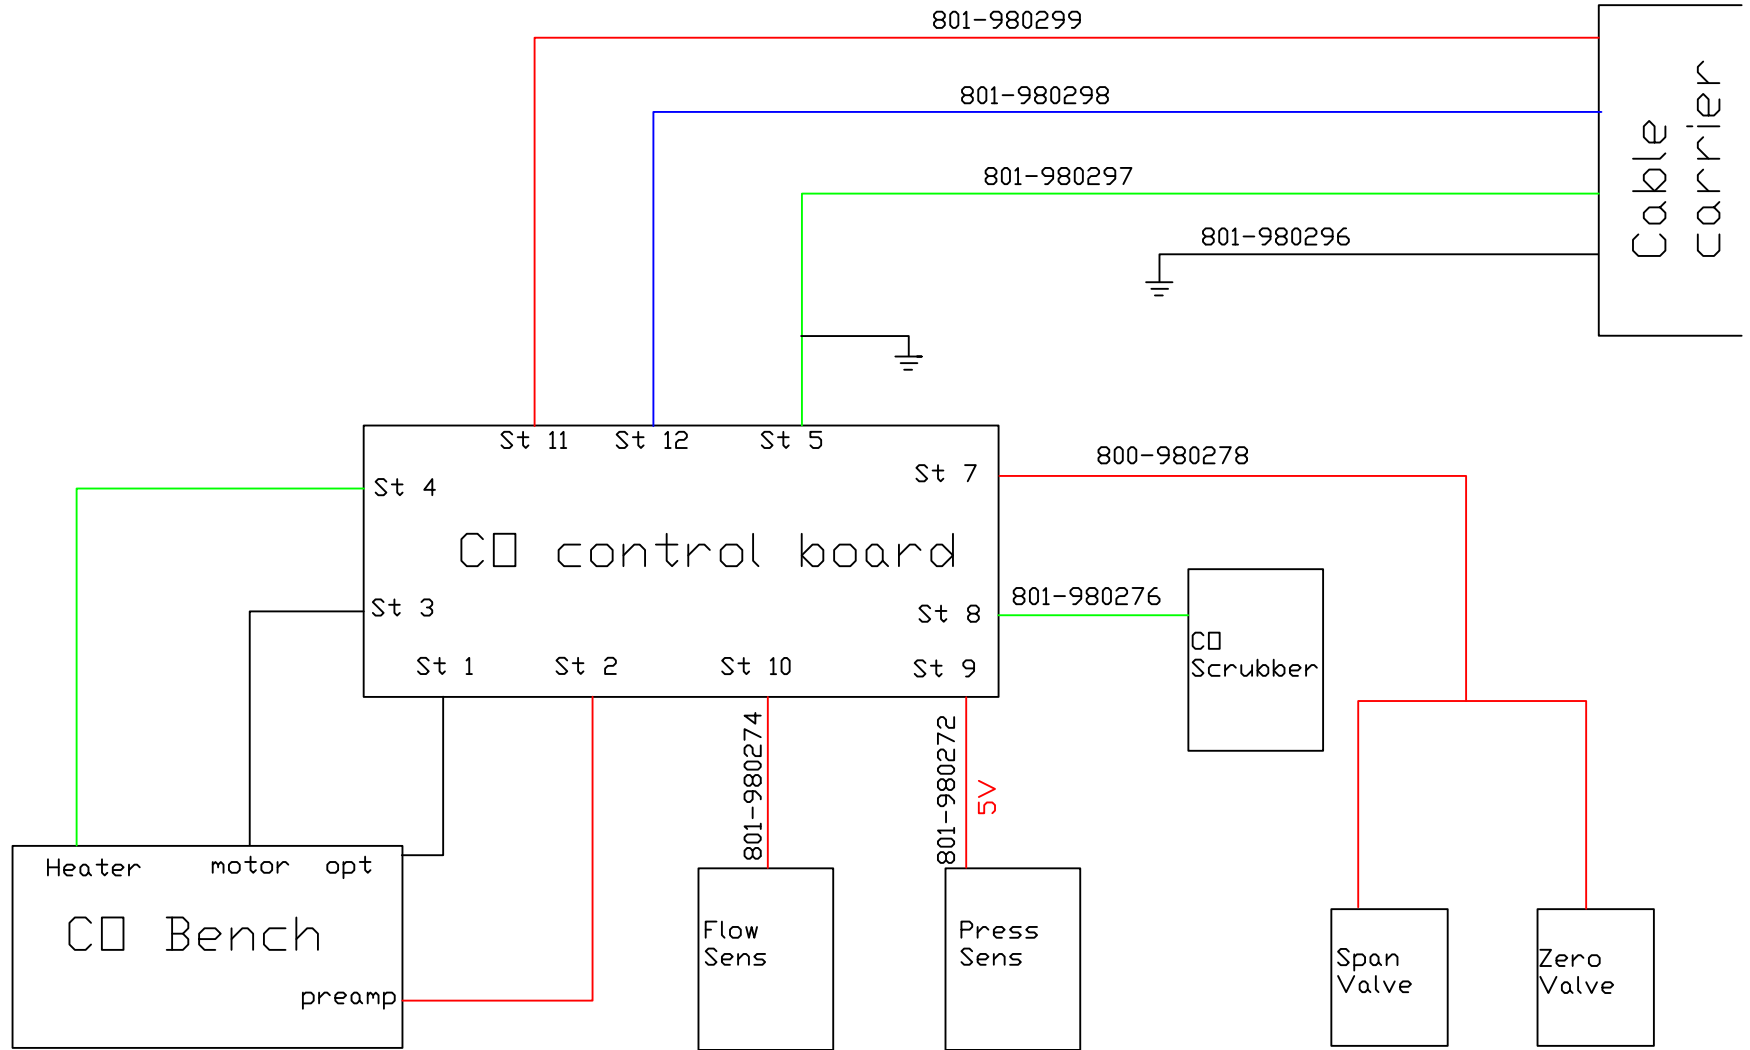 801-980299
801-980298
801-980297
801-980296
Cable
carrier
St 11
St 12
St 5
St 7
800-980278
St 4
CO control board
St 3
St 8
801-980276
CO
Scrubber
St 1
St 2
St 10
St 9
801-980274
801-980272
5V
Heater
motor
opt
CO Bench
preamp
Flow
Sens
Press
Sens
Span
Valve
Zero
Valve